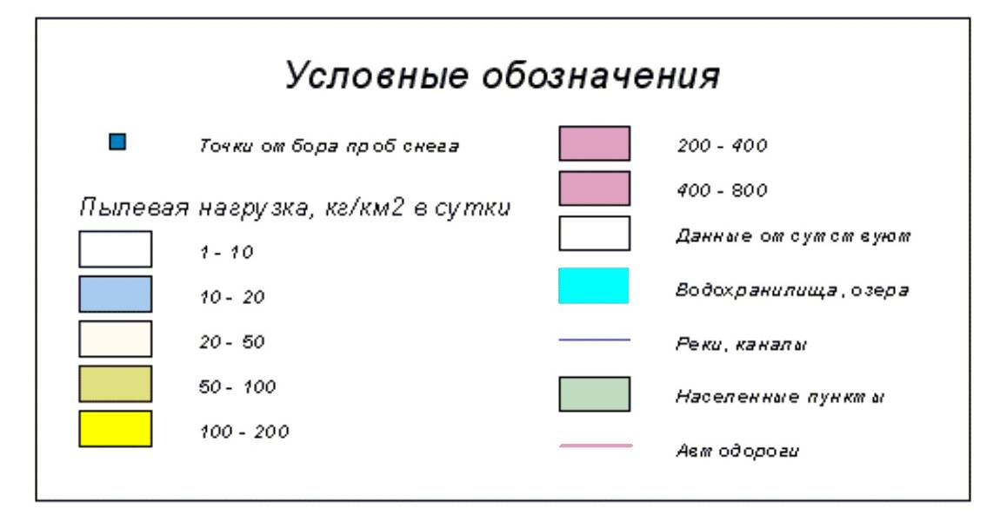 Условные обозначения
Точки отбора проб снега
Пылевая нагрузка, кг/км2 в сутки
1 - 10
10 - 20
20 - 50
50 - 100
100 - 200
200 - 400
400 - 800
Данные отсутствуют
Водохранилища, озера
Реки, каналы
Населенные пункты
Автодороги